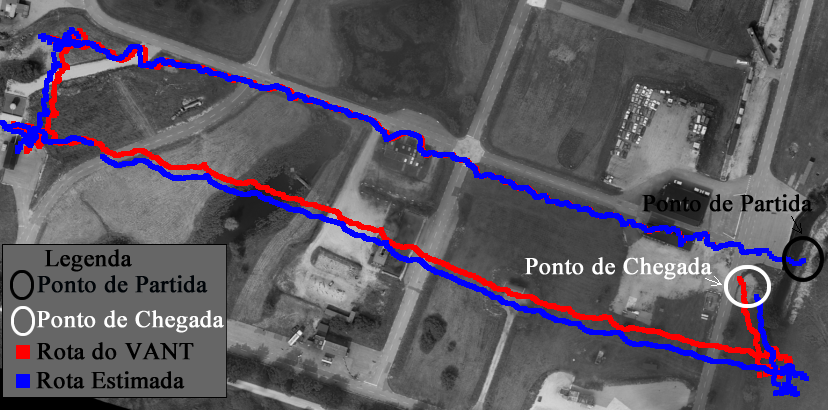 Ponto de Partida
Ponto de Chegada
Legenda
Ponto de Partida
Ponto de Chegada
Rota do VANT
Rota Estimada